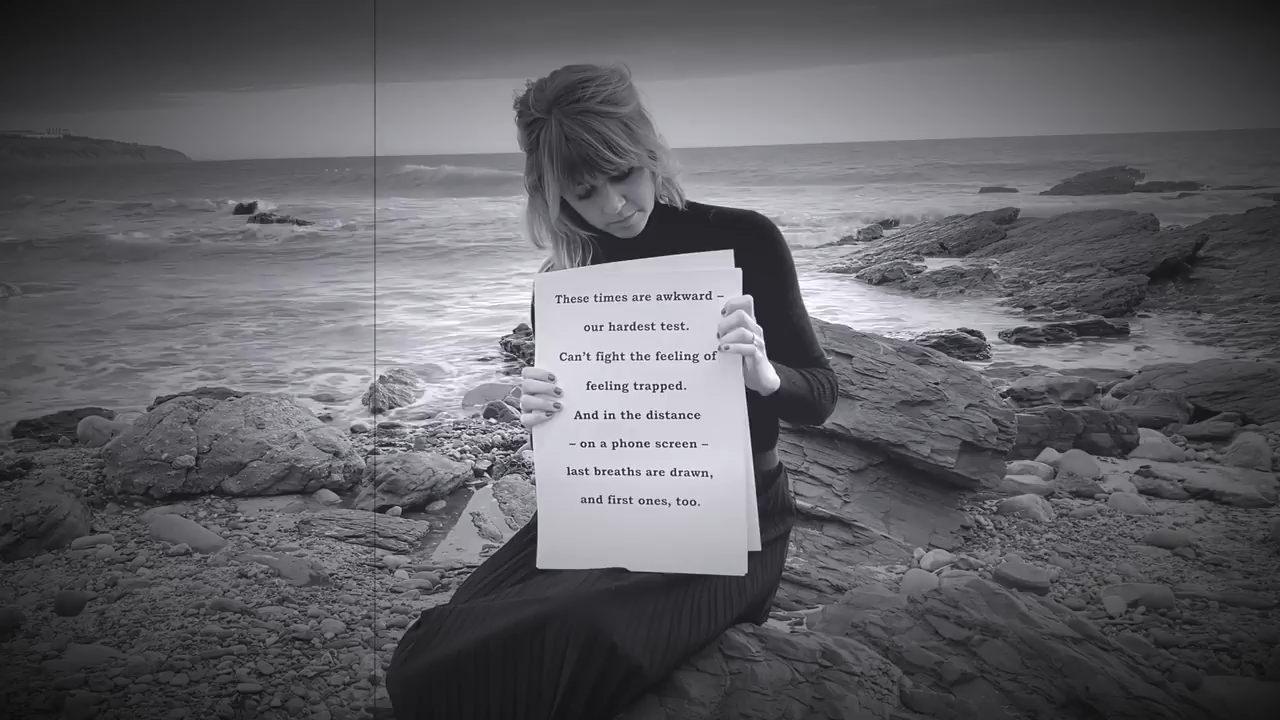 These times are awkward –
our hardest test.
Can't fight the feeling of
feeling trapped.
And in the distance
– on a phone screen –
last breaths are drawn,
and first ones, too.